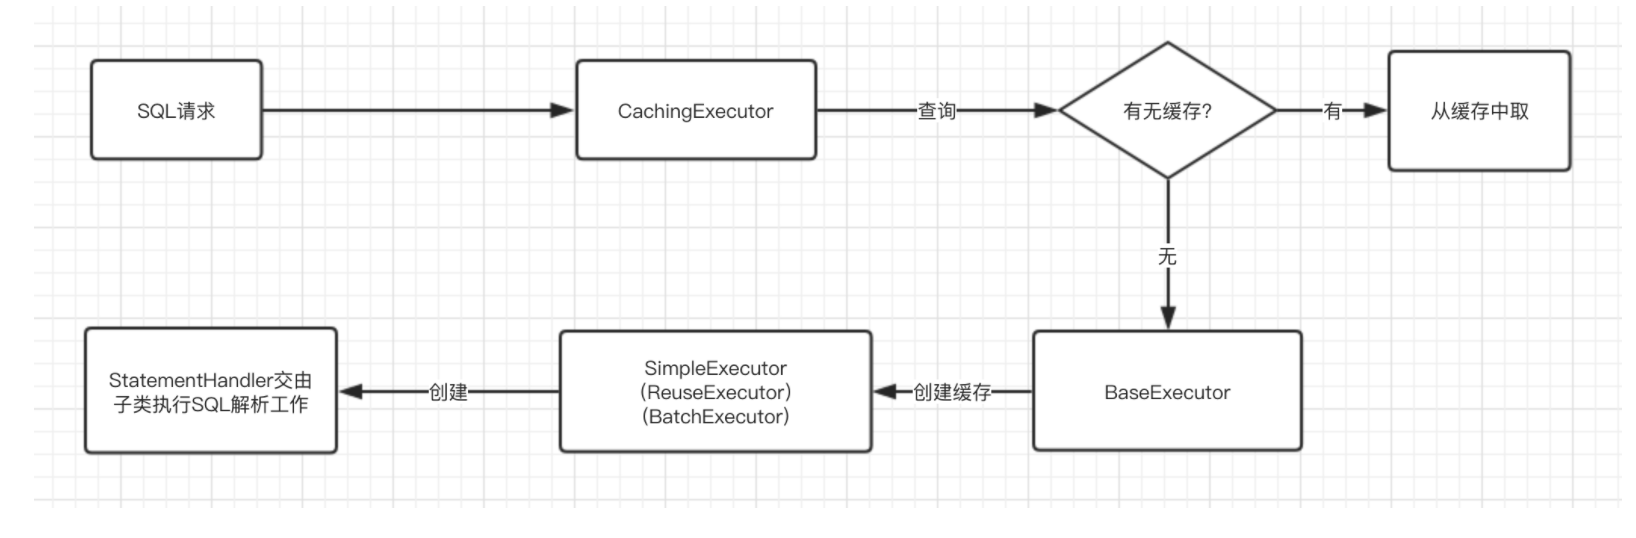 SQL请求
CachingExecutor
查询
有无缓存?
有
从缓存中取
无
BaseExecutor
创建缓存
SimpleExecutor
(ReuseExecutor)
(BatchExecutor)
创建
StatementHandler交由
子类执行SQL解析工作